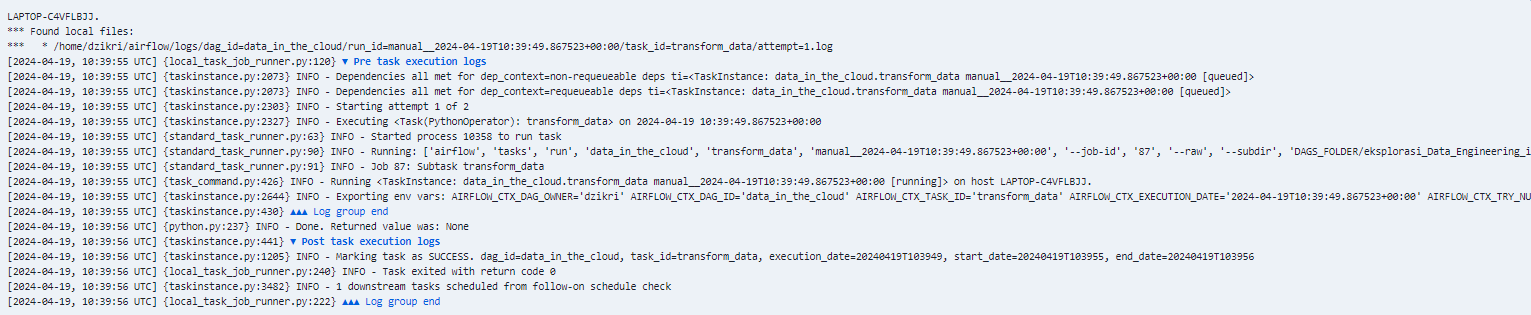 LAPTOP-C4VFLBJJ.
*** Found local files:
***   * /home/dzikri/airflow/logs/dag_id=data_in_the_cloud/run_id=manual__2024-04-19T10:39:49.867523+00:00/task_id=transform_data/attempt=1.log
[2024-04-19, 10:39:55 UTC] {local_task_job_runner.py:120} ▼ Pre task execution logs
[2024-04-19, 10:39:55 UTC] {taskinstance.py:2073} INFO - Dependencies all met for dep_context=non-requeueable deps ti=<TaskInstance: data_in_the_cloud.transform_data manual__2024-04-19T10:39:49.867523+00:00 [queued]>
[2024-04-19, 10:39:55 UTC] {taskinstance.py:2073} INFO - Dependencies all met for dep_context=requeueable deps ti=<TaskInstance: data_in_the_cloud.transform_data manual__2024-04-19T10:39:49.867523+00:00 [queued]>
[2024-04-19, 10:39:55 UTC] {taskinstance.py:2303} INFO - Starting attempt 1 of 2
[2024-04-19, 10:39:55 UTC] {taskinstance.py:2327} INFO - Executing <Task(PythonOperator): transform_data> on 2024-04-19 10:39:49.867523+00:00
[2024-04-19, 10:39:55 UTC] {standard_task_runner.py:63} INFO - Started process 10358 to run task
[2024-04-19, 10:39:55 UTC] {standard_task_runner.py:90} INFO - Running: ['airflow', 'tasks', 'run', 'data_in_the_cloud', 'transform_data', 'manual__2024-04-19T10:39:49.867523+00:00', '--job-id', '87', '--raw', '--subdir', 'DAGS_FOLDER/eksplorasi_Data_Engineering_i
[2024-04-19, 10:39:55 UTC] {standard_task_runner.py:91} INFO - Job 87: Subtask transform_data
[2024-04-19, 10:39:56 UTC] {task_command.py:426} INFO - Running <TaskInstance: data_in_the_cloud.transform_data manual__2024-04-19T10:39:49.867523+00:00 [running]> on host LAPTOP-C4VFLBJJ.
[2024-04-19, 10:39:56 UTC] {taskinstance.py:2644} INFO - Exporting env vars: AIRFLOW_CTX_DAG_OWNER='dzikri' AIRFLOW_CTX_DAG_ID='data_in_the_cloud' AIRFLOW_CTX_TASK_ID='transform_data' AIRFLOW_CTX_EXECUTION_DATE='2024-04-19T10:39:49.867523+00:00' AIRFLOW_CTX_TRY_NU
[2024-04-19, 10:39:56 UTC] {taskinstance.py:430} ▲▲▲ Log group end
[2024-04-19, 10:39:56 UTC] {python.py:237} INFO - Done. Returned value was: None
[2024-04-19, 10:39:56 UTC] {taskinstance.py:441} ▼ Post task execution logs
[2024-04-19, 10:39:56 UTC] {taskinstance.py:1205} INFO - Marking task as SUCCESS. dag_id=data_in_the_cloud, task_id=transform_data, execution_date=20240419T103949, start_date=20240419T103955, end_date=20240419T103956
[2024-04-19, 10:39:56 UTC] {local_task_job_runner.py:240} INFO - Task exited with return code 0
[2024-04-19, 10:39:56 UTC] {taskinstance.py:3482} INFO - 1 downstream tasks scheduled from follow-on schedule check
[2024-04-19, 10:39:56 UTC] {local_task_job_runner.py:222} ▲▲▲ Log group end